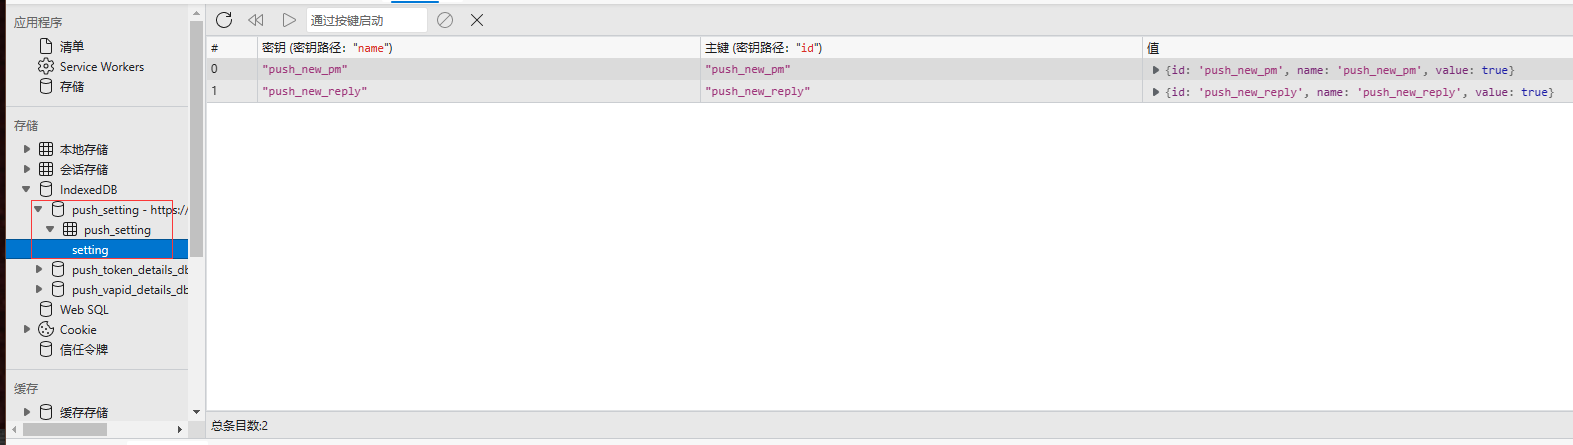 应用程序
清单
Service Workers
存储
存储
本地存储
会话存储
IndexedDB
push_setting - https://
push_setting
setting
push_token_details_db
push_vapid_details_db
Web SQL
Cookie
信任令牌
缓存
缓存存储
通过按键启动
# 密钥 (密钥路径: "name") 主键 (密钥路径: "id") 值
0 "push_new_pm" "push_new_pm" {id: 'push_new_pm', name: 'push_new_pm', value: true}
1 "push_new_reply" "push_new_reply" {id: 'push_new_reply', name: 'push_new_reply', value: true}
总条目数:2